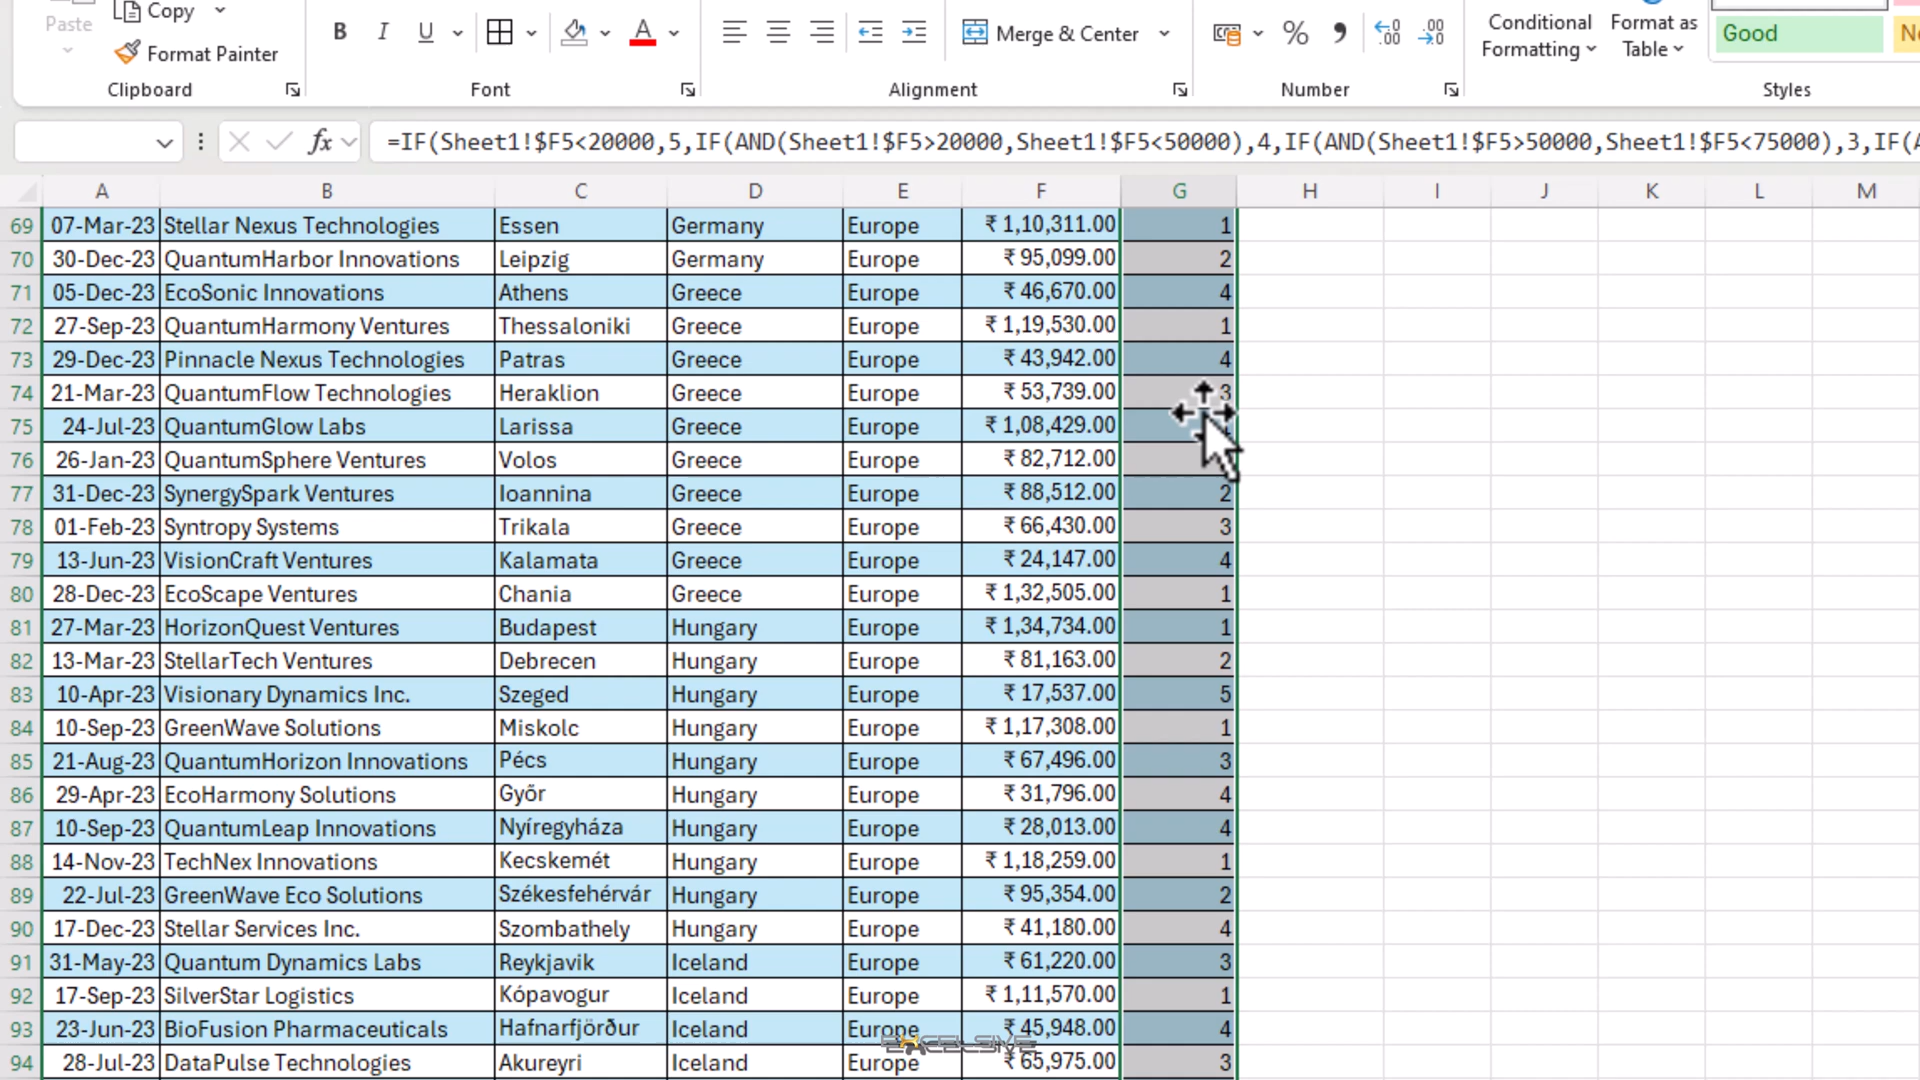 Paste
Copy
Format Painter
Clipboard
B I U A
Font
Merge & Center
Alignment
%
Number
Conditional
Formatting
Format as
Table
Good
Styles
fx =IF(Sheet1!$F5<20000,5,IF(AND(Sheet1!$F5>20000,Sheet1!$F5<50000),4,IF(AND(Sheet1!$F5>50000,Sheet1!$F5<75000),3,IF(
A B C D E F G H I J K L M
69 07-Mar-23 Stellar Nexus Technologies Essen Germany Europe ₹ 1,10,311.00 1
70 30-Dec-23 QuantumHarbor Innovations Leipzig Germany Europe ₹ 95,099.00 2
71 05-Dec-23 EcoSonic Innovations Athens Greece Europe ₹ 46,670.00 4
72 27-Sep-23 QuantumHarmony Ventures Thessaloniki Greece Europe ₹ 1,19,530.00 1
73 29-Dec-23 Pinnacle Nexus Technologies Patras Greece Europe ₹ 43,942.00 4
74 21-Mar-23 QuantumFlow Technologies Heraklion Greece Europe ₹ 53,739.00 3
75 24-Jul-23 QuantumGlow Labs Larissa Greece Europe ₹ 1,08,429.00
76 26-Jan-23 QuantumSphere Ventures Volos Greece Europe ₹ 82,712.00
77 31-Dec-23 SynergySpark Ventures Ioannina Greece Europe ₹ 88,512.00 2
78 01-Feb-23 Syntropy Systems Trikala Greece Europe ₹ 66,430.00 3
79 13-Jun-23 VisionCraft Ventures Kalamata Greece Europe ₹ 24,147.00 4
80 28-Dec-23 EcoScape Ventures Chania Greece Europe ₹ 1,32,505.00 1
81 27-Mar-23 HorizonQuest Ventures Budapest Hungary Europe ₹ 1,34,734.00 1
82 13-Mar-23 StellarTech Ventures Debrecen Hungary Europe ₹ 81,163.00 2
83 10-Apr-23 Visionary Dynamics Inc. Szeged Hungary Europe ₹ 17,537.00 5
84 10-Sep-23 GreenWave Solutions Miskolc Hungary Europe ₹ 1,17,308.00 1
85 21-Aug-23 QuantumHorizon Innovations Pécs Hungary Europe ₹ 67,496.00 3
86 29-Apr-23 EcoHarmony Solutions Győr Hungary Europe ₹ 31,796.00 4
87 10-Sep-23 QuantumLeap Innovations Nyíregyháza Hungary Europe ₹ 28,013.00 4
88 14-Nov-23 TechNex Innovations Kecskemét Hungary Europe ₹ 1,18,259.00 1
89 22-Jul-23 GreenWave Eco Solutions Székesfehérvár Hungary Europe ₹ 95,354.00 2
90 17-Dec-23 Stellar Services Inc. Szombathely Hungary Europe ₹ 41,180.00 4
91 31-May-23 Quantum Dynamics Labs Reykjavik Iceland Europe ₹ 61,220.00 3
92 17-Sep-23 SilverStar Logistics Kópavogur Iceland Europe ₹ 1,11,570.00 1
93 23-Jun-23 BioFusion Pharmaceuticals Hafnarfjörður Iceland Europe ₹ 45,948.00 4
94 28-Jul-23 DataPulse Technologies Akureyri Iceland Europe ₹ 65,975.00 3